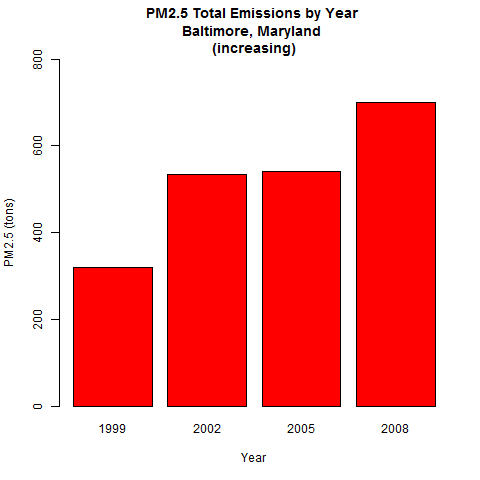 PM2.5 Total Emissions by Year
Baltimore, Maryland
(increasing)
800
600
400
200
0
PM2.5 (tons)
1999 2002 2005 2008
Year